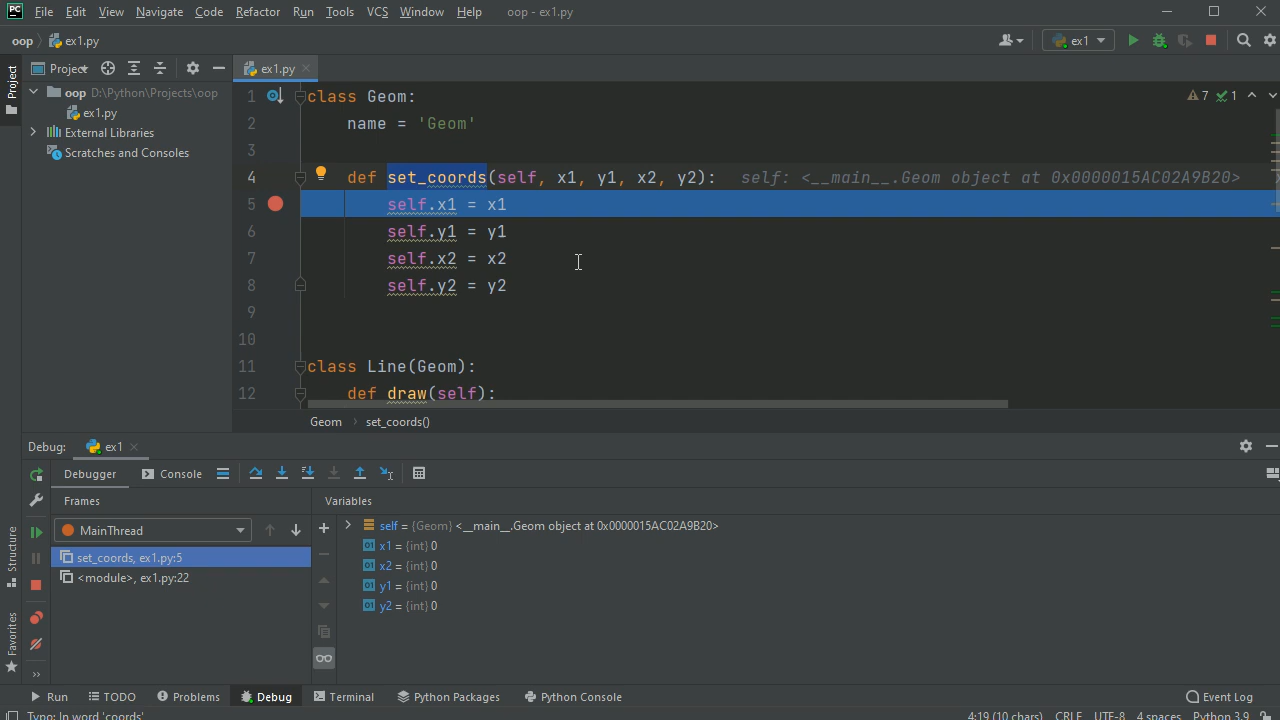 PC File Edit View Navigate Code Refactor Run Tools VCS Window Help oop - ex1.py
oop ex1.py ex1
Project ex1.py
oop D:\Python\Projects\oop
ex1.py
External Libraries
Scratches and Consoles
Project
Structure
Favorites
1 class Geom:
7 1
2 name = 'Geom'
3
4 def set_coords(self, x1, y1, x2, y2): self: <__main__.Geom object at 0x0000015AC02A9B20>
5 self.x1 = x1
6 self.y1 = y1
7 self.x2 = x2
8 self.y2 = y2
9
10
11 class Line(Geom):
12 def draw(self):
Geom set_coords()
Debug: ex1
Debugger Console
Frames Variables
MainThread
set_coords, ex1.py:5
<module>, ex1.py:22
self = {Geom} <__main__.Geom object at 0x0000015AC02A9B20>
01 x1 = {int} 0
01 x2 = {int} 0
01 y1 = {int} 0
01 y2 = {int} 0
Run TODO Problems Debug Terminal Python Packages Python Console Event Log
Typo: In word 'coords' 4:19 (10 chars) CRLF UTF-8 4 spaces Python 3.9